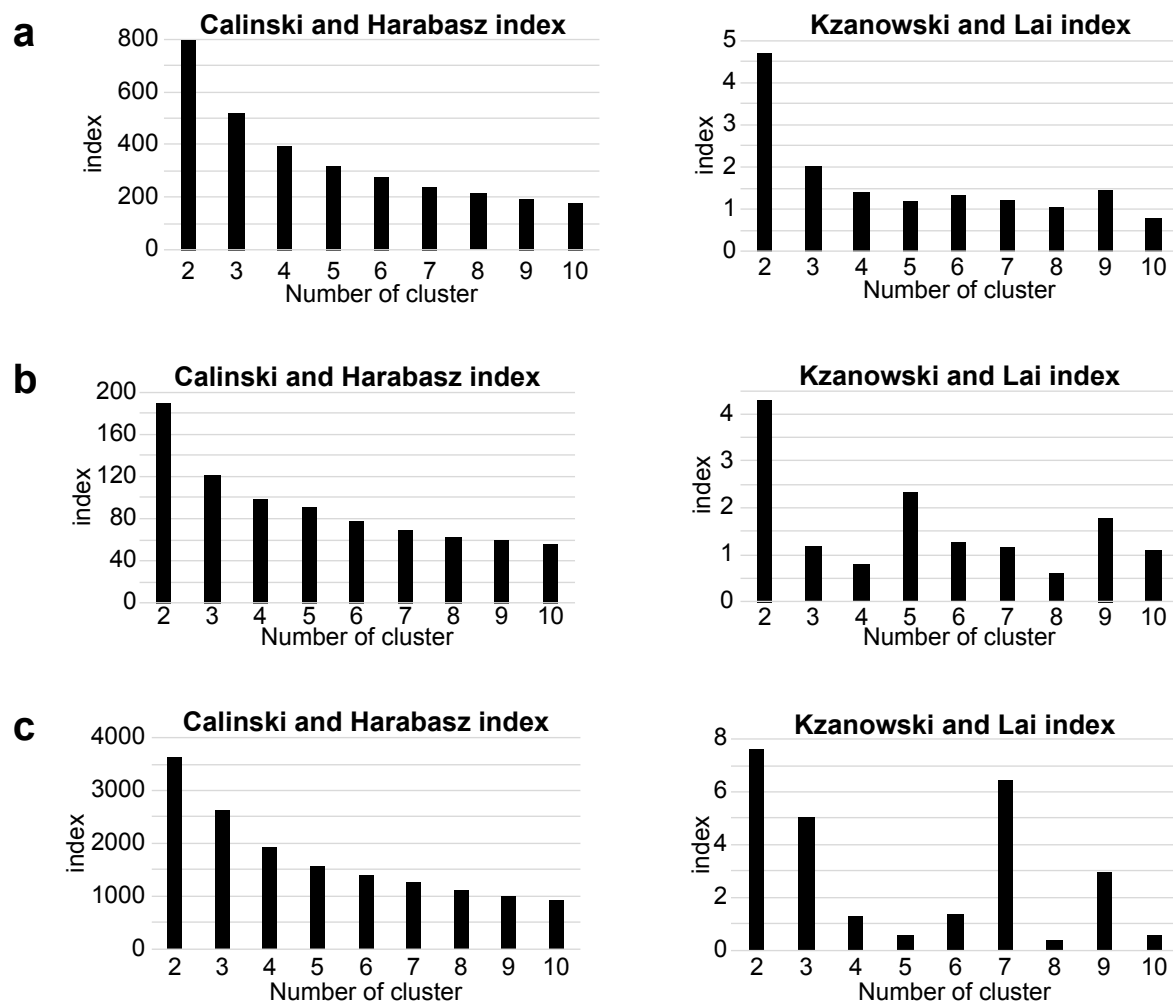 a
Calinski and Harabasz index
800
600
400
200
0
index
2 3 4 5 6 7 8 9 10
Number of cluster
Kzanowski and Lai index
5
4
3
2
1
0
index
2 3 4 5 6 7 8 9 10
Number of cluster
b
Calinski and Harabasz index
200
160
120
80
40
0
index
2 3 4 5 6 7 8 9 10
Number of cluster
Kzanowski and Lai index
4
3
2
1
0
index
2 3 4 5 6 7 8 9 10
Number of cluster
c
Calinski and Harabasz index
4000
3000
2000
1000
0
index
2 3 4 5 6 7 8 9 10
Number of cluster
Kzanowski and Lai index
8
6
4
2
0
index
2 3 4 5 6 7 8 9 10
Number of cluster